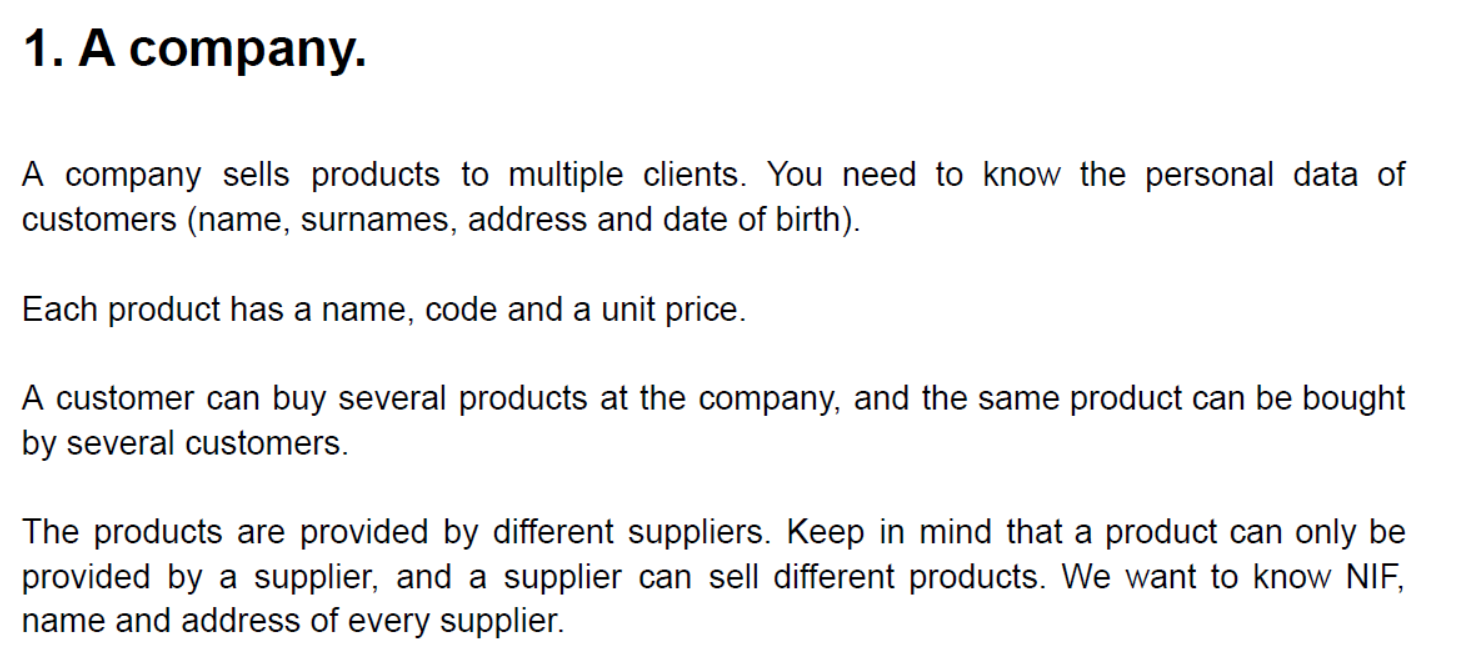 1. A company.
A company sells products to multiple clients. You need to know the personal data of
customers (name, surnames, address and date of birth).
Each product has a name, code and a unit price.
A customer can buy several products at the company, and the same product can be bought
by several customers.
The products are provided by different suppliers. Keep in mind that a product can only be
provided by a supplier, and a supplier can sell different products. We want to know NIF,
name and address of every supplier.